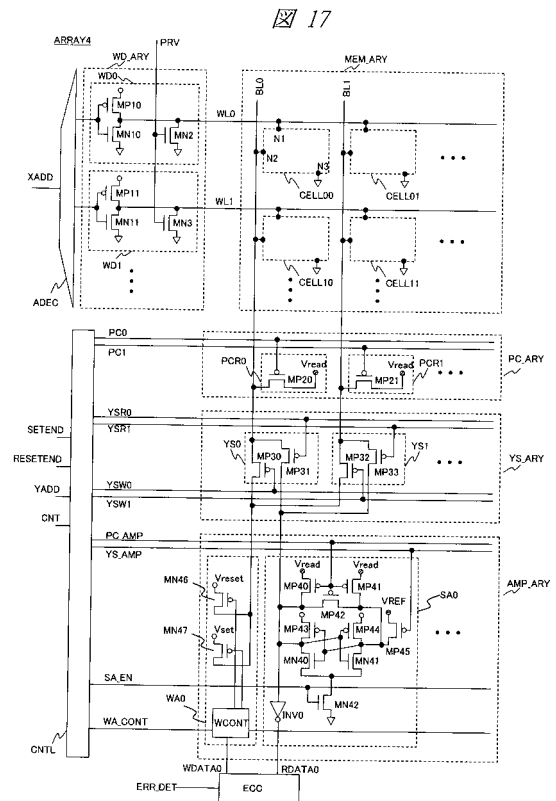 図 17
ARRAY4
PRV
WD_ARY
MEM_ARY
WD0
BL0
BL1
MP10
MN10
MN2
WL0
N1
N2
N3
CELL00
CELL01
XADD
MP11
MN11
MN3
WL1
WD1
CELL10
CELL11
ADEC
PC0
PC1
PCR0
Vread
MP20
Vread
MP21
PCR1
PC_ARY
YSR0
YSR1
SETEND
RESETEND
YS0
MP30
MP31
MP32
MP33
YS1
YS_ARY
YADD
YSW0
YSW1
CNT
PC_AMP
YS_AMP
AMP_ARY
Vreset
MN46
Vread
Vread
MP40
MP41
SA0
MP42
VREF
Vset
MN47
MP43
MP44
MP45
MN40
MN41
SA_EN
MN42
WA0
WCONT
INV0
WA_CONT
CNTL
WDATA0
RDATA0
ERR_DET
ECC